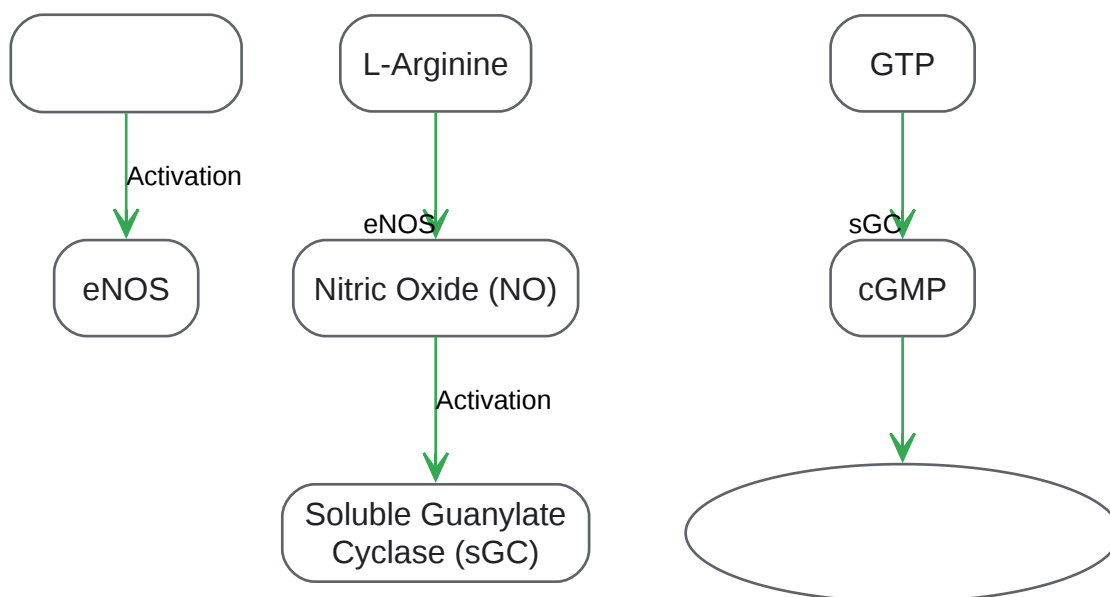 L-Arginine
GTP
Activation
eNOS
sGC
eNOS
Nitric Oxide (NO)
cGMP
Activation
Soluble Guanylate
Cyclase (sGC)